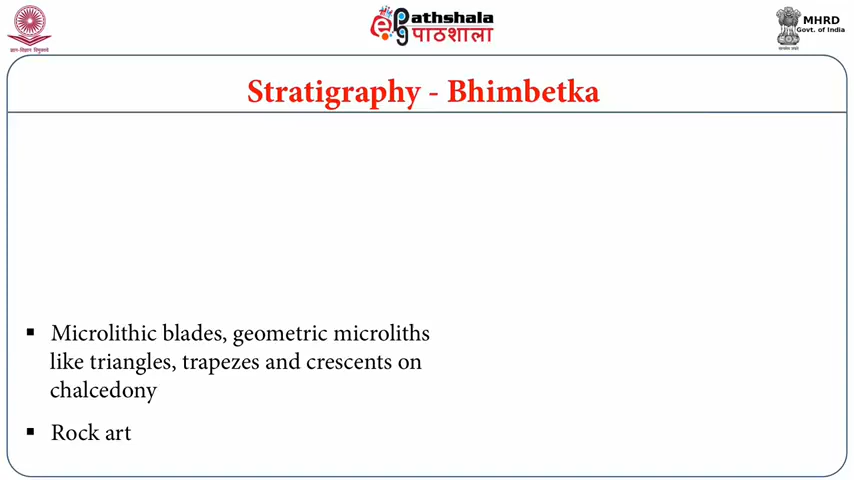 ePGpathshala
पाठशाला
MHRD
Govt. of India
Stratigraphy - Bhimbetka
▪ Microlithic blades, geometric microliths
like triangles, trapezes and crescents on
chalcedony
▪ Rock art